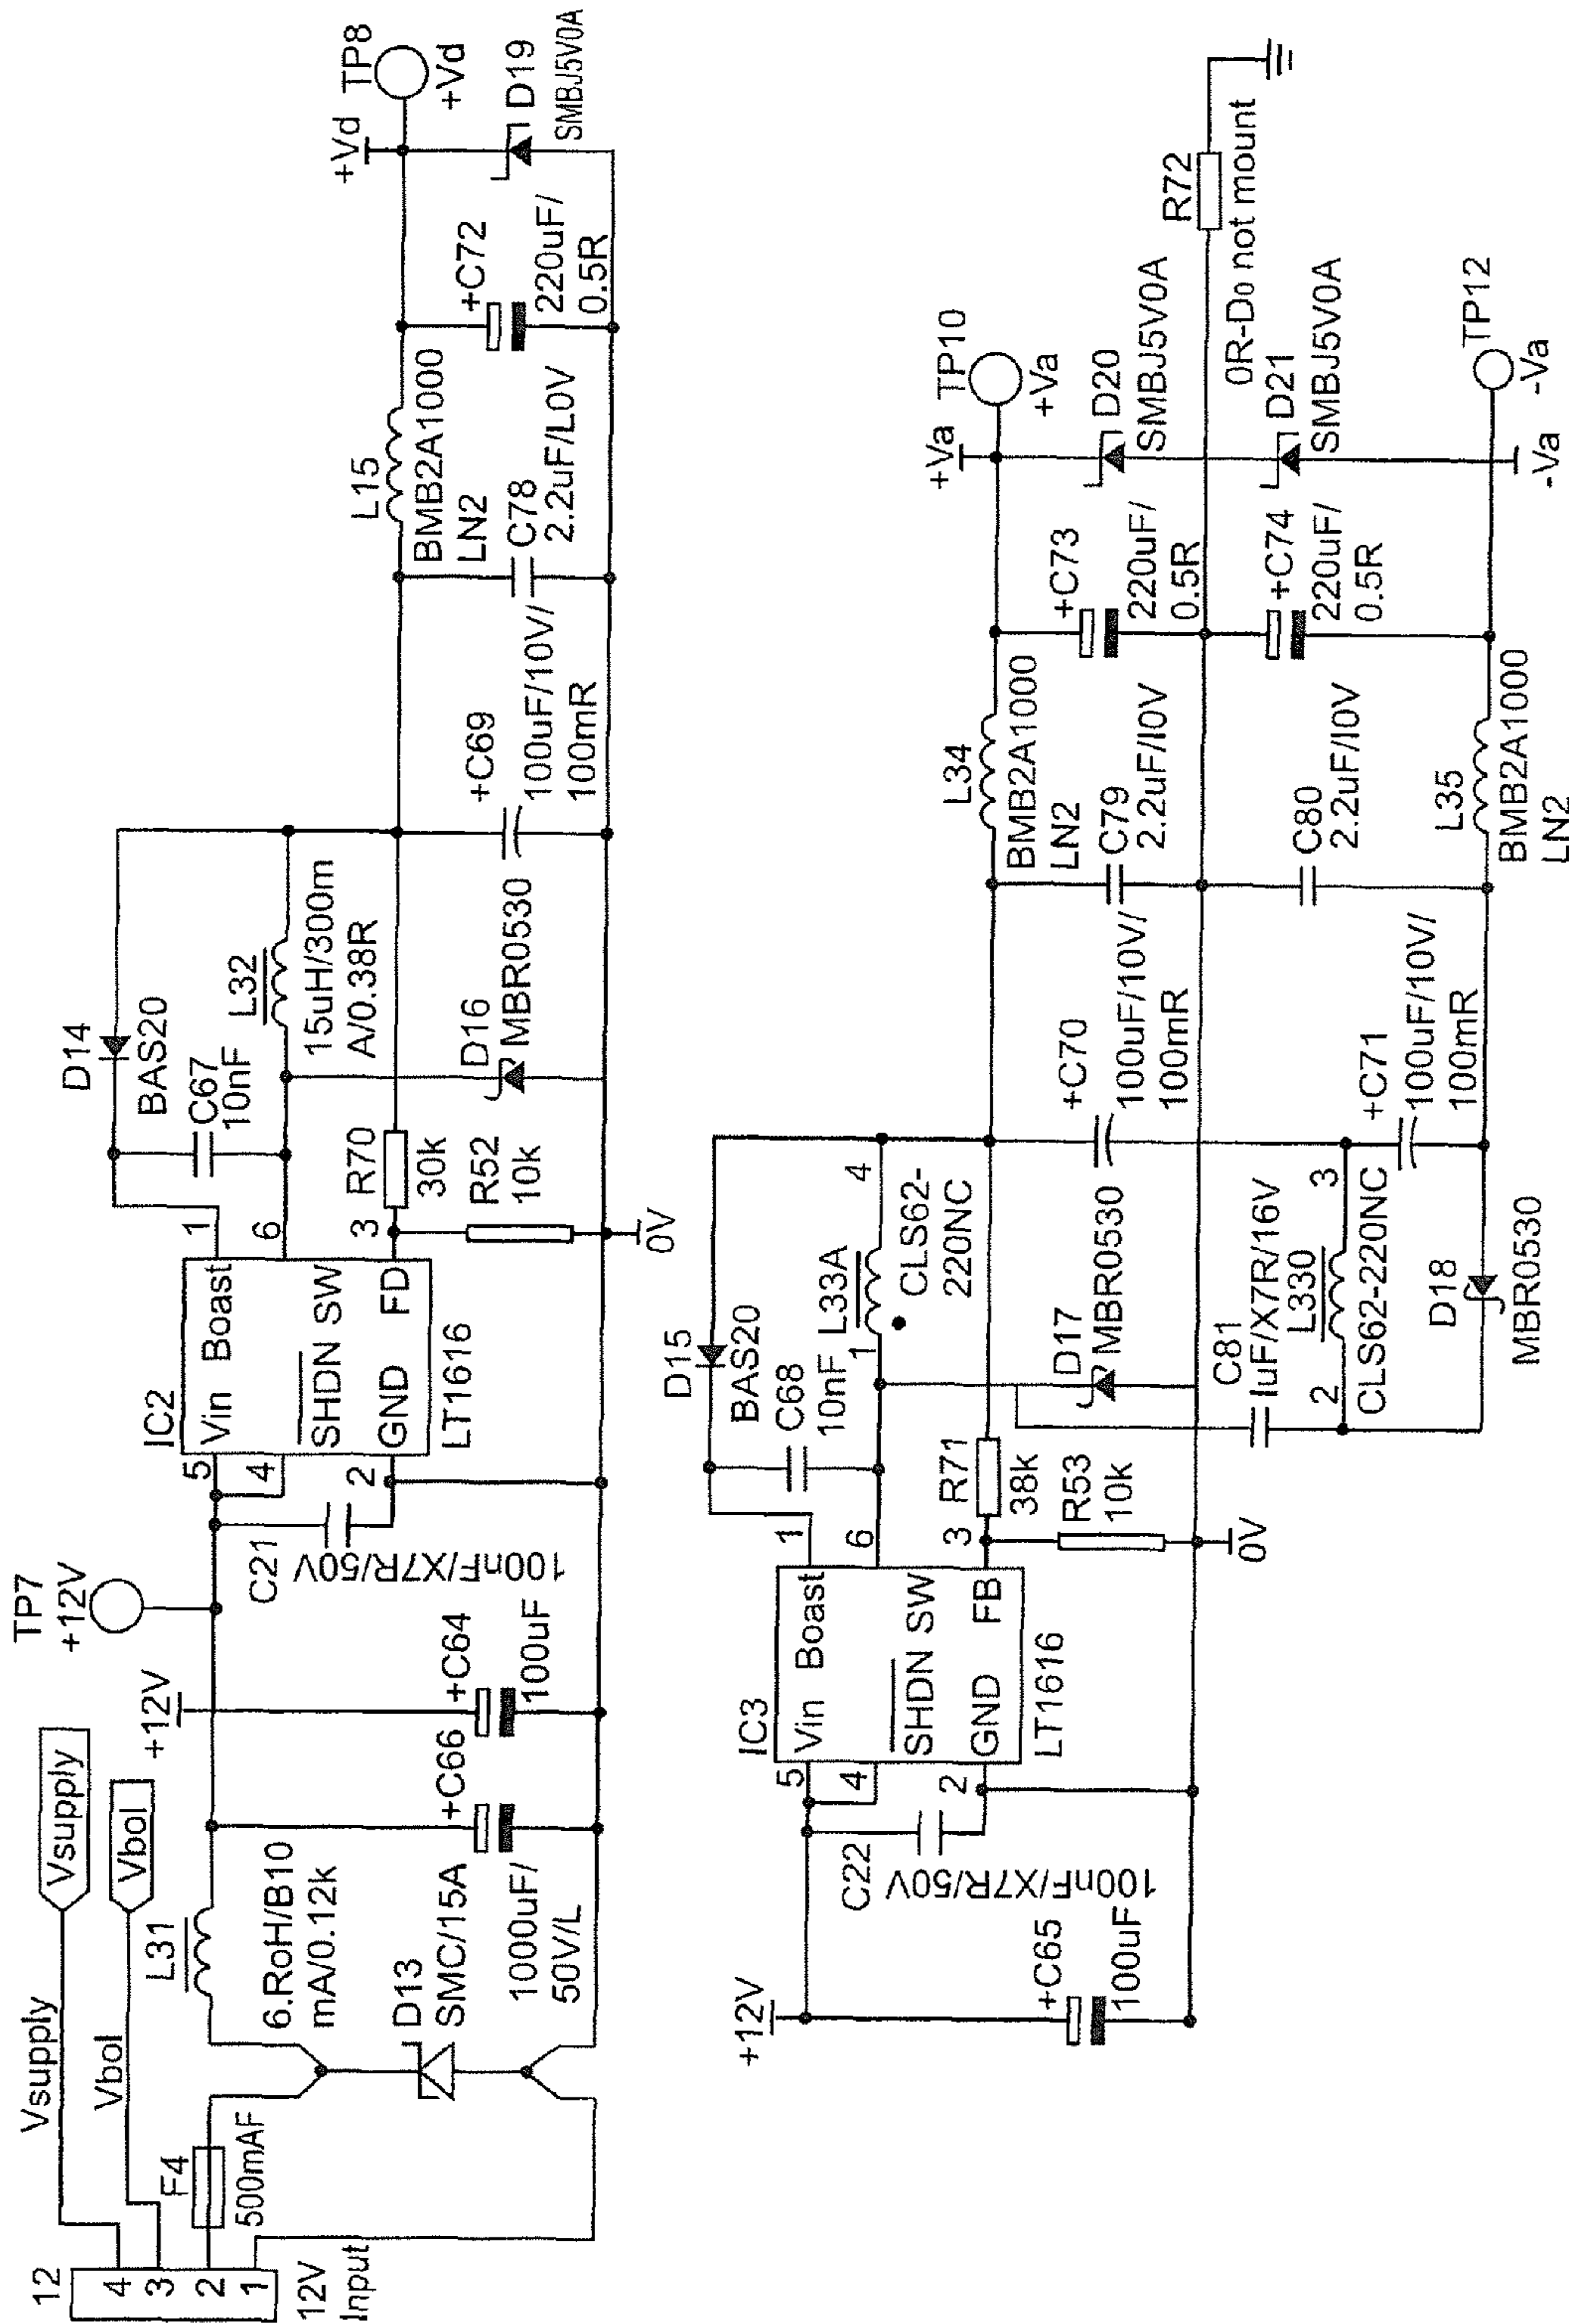 12
4
3
2
1
12V
Input
Vsupply
Vbol
Vsupply
Vbol
F4
500mAF
L31
6.RoH/B10
mA/0.12k
D13
SMC/15A
+C66
1000uF/
50V/L
+12V
+C64
100uF
TP7
+12V
C21
100nF/X7R/50V
IC2
Vin
Boast
SHDN
SW
GND
FD
LT1616
5
4
2
1
6
3
D14
BAS20
C67
10nF
L32
15uH/300m
A/0.38R
R70
30k
R52
10k
0V
D16
MBR0530
+C69
100uF/10V/
100mR
L15
BMB2A1000
LN2
C78
2.2uF/L0V
+C72
220uF/
0.5R
+Vd
TP8
+Vd
D19
SMBJ5V0A
+12V
+C65
100uF
C22
100nF/X7R/50V
IC3
Vin
Boast
SHDN
SW
GND
FB
LT1616
5
4
2
1
6
3
D15
BAS20
C68
10nF
L33A
1
4
CLS62-
220NC
R71
38k
R53
10k
0V
D17
MBR0530
C81
1uF/X7R/16V
L330
2
3
CLS62-220NC
D18
MBR0530
+C70
100uF/10V/
100mR
+C71
100uF/10V/
100mR
L34
BMB2A1000
LN2
C79
2.2uF/I0V
C80
2.2uF/I0V
L35
BMB2A1000
LN2
+C73
220uF/
0.5R
+C74
220uF/
0.5R
+Va
TP10
+Va
D20
SMBJ5V0A
D21
SMBJ5V0A
-Va
TP12
-Va
R72
0R-Do not mount